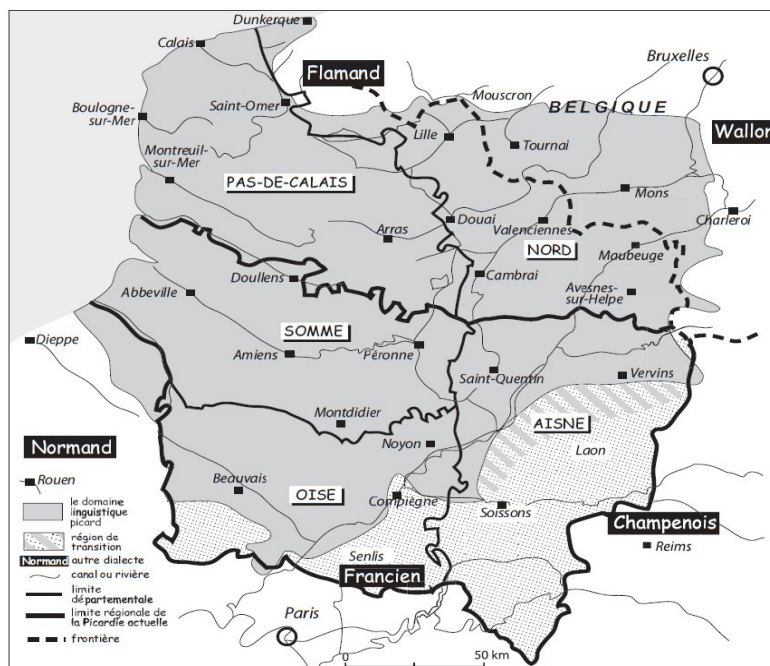 Dunkerque
Calais
Bruxelles
Flamand
Mouscron
BELGIQUE
Boulogne-
sur-Mer
Saint-Omer
Lille
Tournai
Wallon
Montreuil-
sur-Mer
PAS-DE-CALAIS
Mons
Charleroi
Arras
Douai
Valenciennes
NORD
Maubeuge
Cambrai
Avesnes-
sur-Helpe
Doullens
Abbeville
SOMME
Dieppe
Amiens
Péronne
Saint-Quentin
Vervins
Montdidier
AISNE
Noyon
Laon
Normand
Beauvais
OISE
Compiègne
Soissons
Rouen
Champenois
Reims
Senlis
Francien
Paris
le domaine
linguistique
picard
région de
transition
Normand autre dialecte
canal ou rivière
limite
départementale
limite régionale de
la Picardie actuelle
frontière
0 50 km